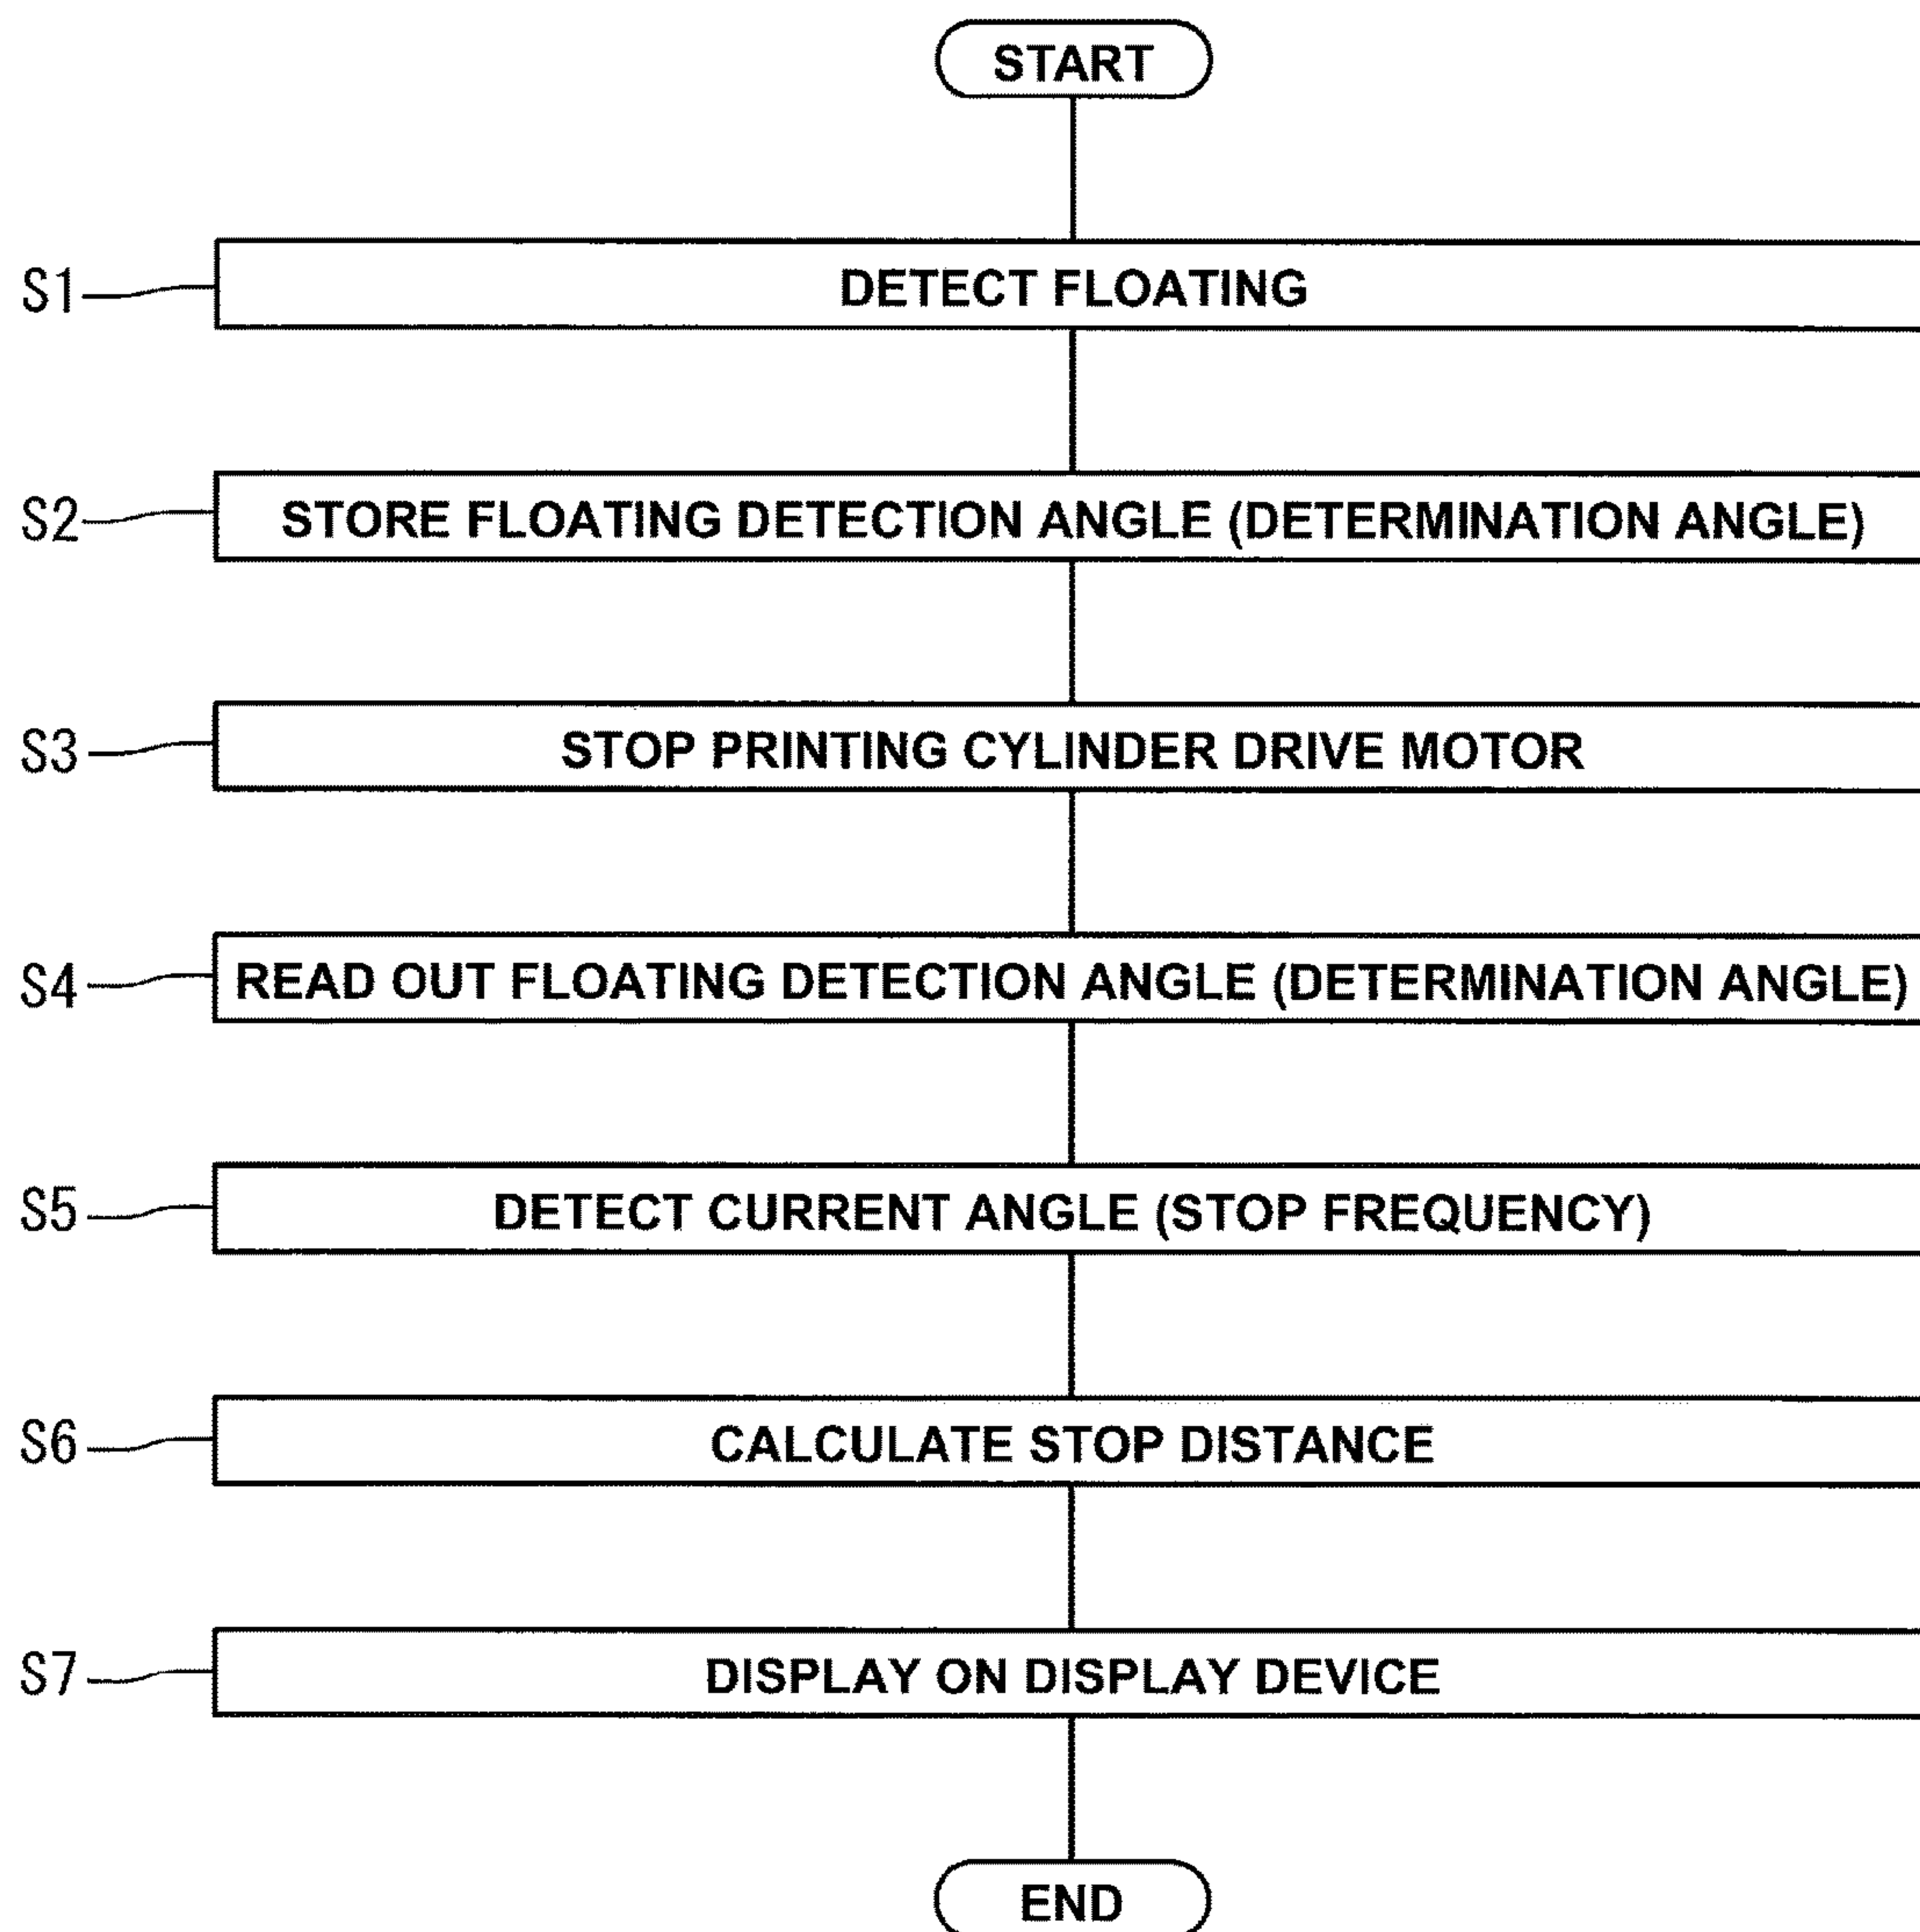 START
S1 DETECT FLOATING
S2 STORE FLOATING DETECTION ANGLE (DETERMINATION ANGLE)
S3 STOP PRINTING CYLINDER DRIVE MOTOR
S4 READ OUT FLOATING DETECTION ANGLE (DETERMINATION ANGLE)
S5 DETECT CURRENT ANGLE (STOP FREQUENCY)
S6 CALCULATE STOP DISTANCE
S7 DISPLAY ON DISPLAY DEVICE
END